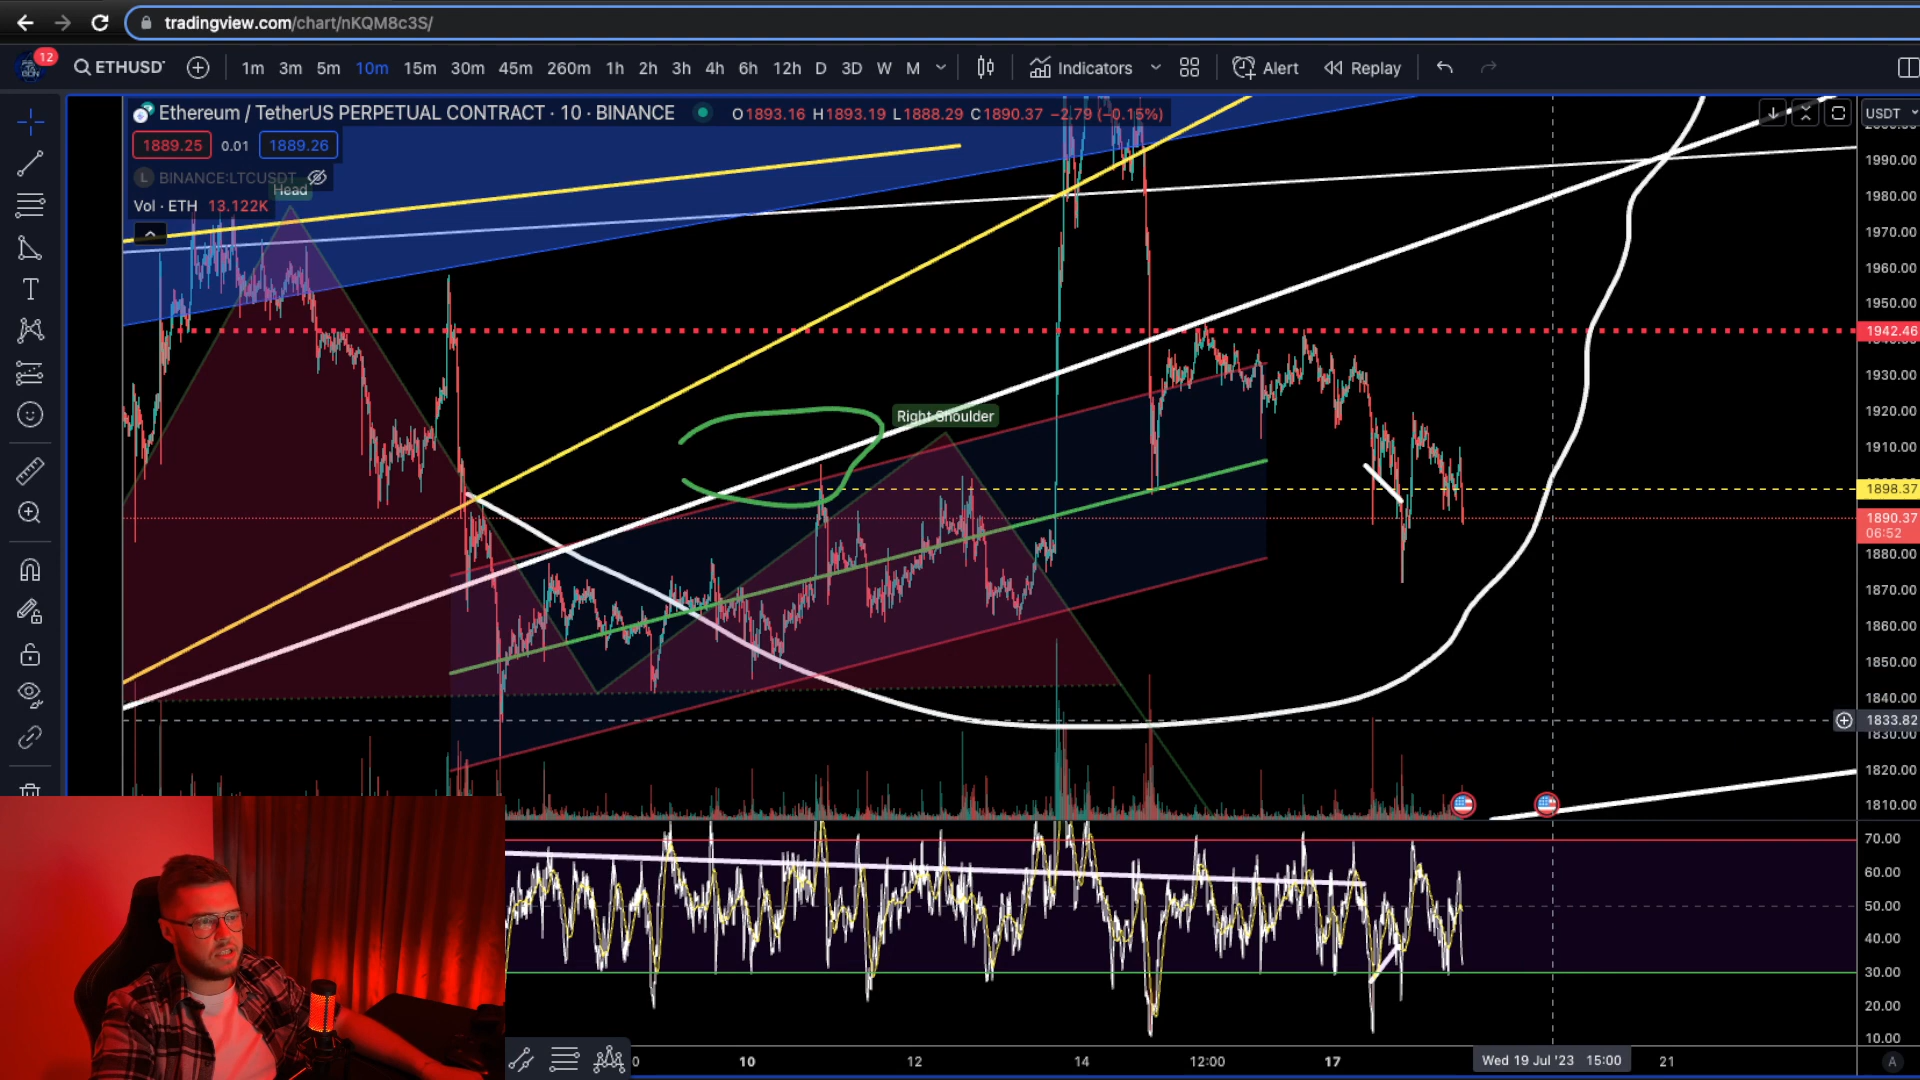 tradingview.com/chart/nKQM8c3S/
12
ETHUSDT
1m 3m 5m 10m 15m 30m 45m 260m 1h 2h 3h 4h 6h 12h D 3D W M
Indicators
Alert
Replay
Ethereum / TetherUS PERPETUAL CONTRACT · 10 · BINANCE
O1893.16 H1893.19 L1888.29 C1890.37 −2.79 (−0.15%)
USDT
1889.25 0.01 1889.26
L BINANCE:LTCUSDT
Head
Vol · ETH 13.122K
Right Shoulder
1990.00
1980.00
1970.00
1960.00
1950.00
1942.46
1930.00
1920.00
1910.00
1898.37
1890.37
06:52
1880.00
1870.00
1860.00
1850.00
1840.00
1833.82
1830.00
1820.00
1810.00
70.00
60.00
50.00
40.00
30.00
20.00
10.00
10 12 14 12:00 17 Wed 19 Jul '23 15:00 21
A